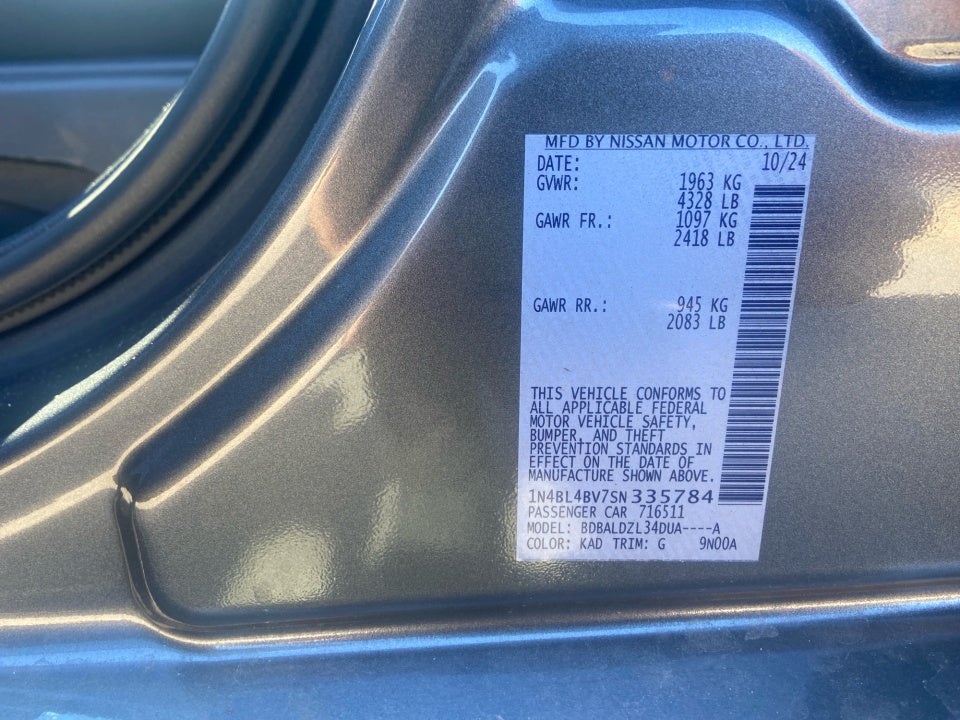 MFD BY NISSAN MOTOR CO., LTD.
DATE: 10/24
GVWR: 1963 KG
4328 LB
GAWR FR.: 1097 KG
2418 LB
GAWR RR.: 945 KG
2083 LB
THIS VEHICLE CONFORMS TO
ALL APPLICABLE FEDERAL
MOTOR VEHICLE SAFETY,
BUMPER, AND THEFT
PREVENTION STANDARDS IN
EFFECT ON THE DATE OF
MANUFACTURE SHOWN ABOVE.
1N4BL4BV7SN335784
PASSENGER CAR 716511
MODEL: BDBALDZL34DUA----A
COLOR: KAD TRIM: G 9N00A